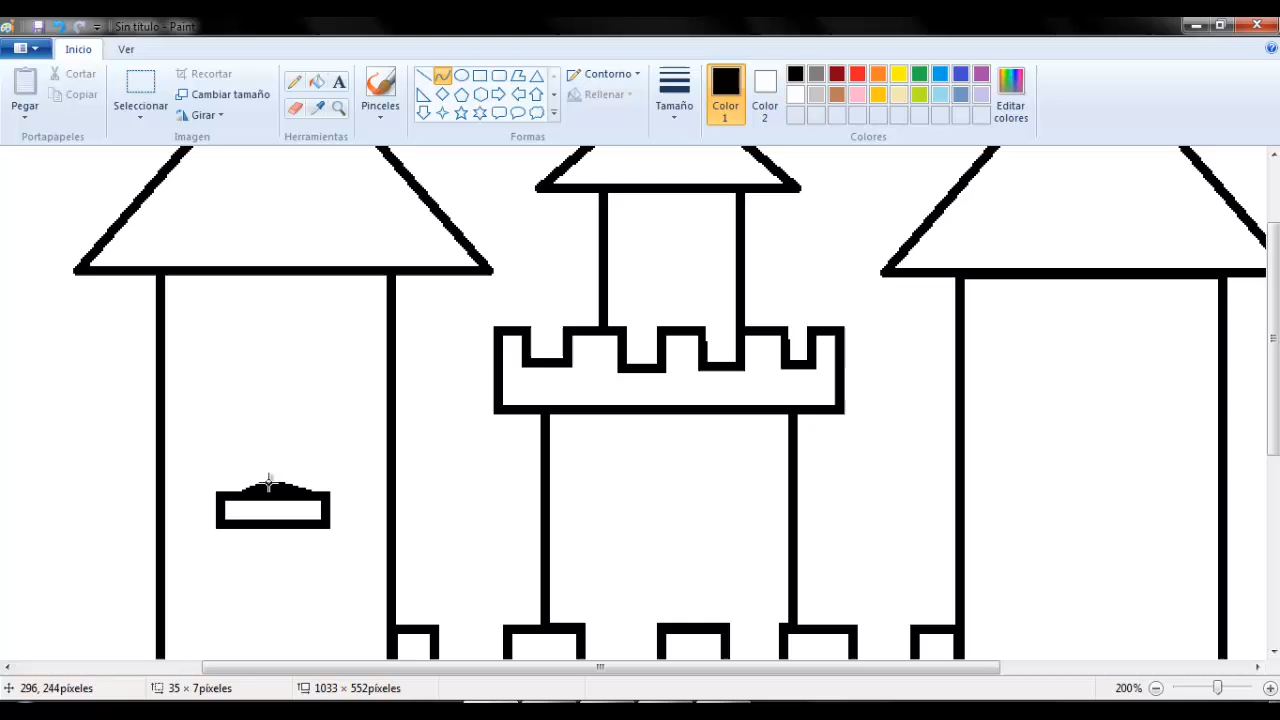 Sin título - Paint
Inicio Ver
Pegar
Cortar
Copiar
Portapapeles
Seleccionar
Recortar
Cambiar tamaño
Girar
Imagen
A
Herramientas
Pinceles
Contorno
Rellenar
Formas
Tamaño
Color 1
Color 2
Editar colores
Colores
296, 244píxeles 35 × 7píxeles 1033 × 552píxeles 200%